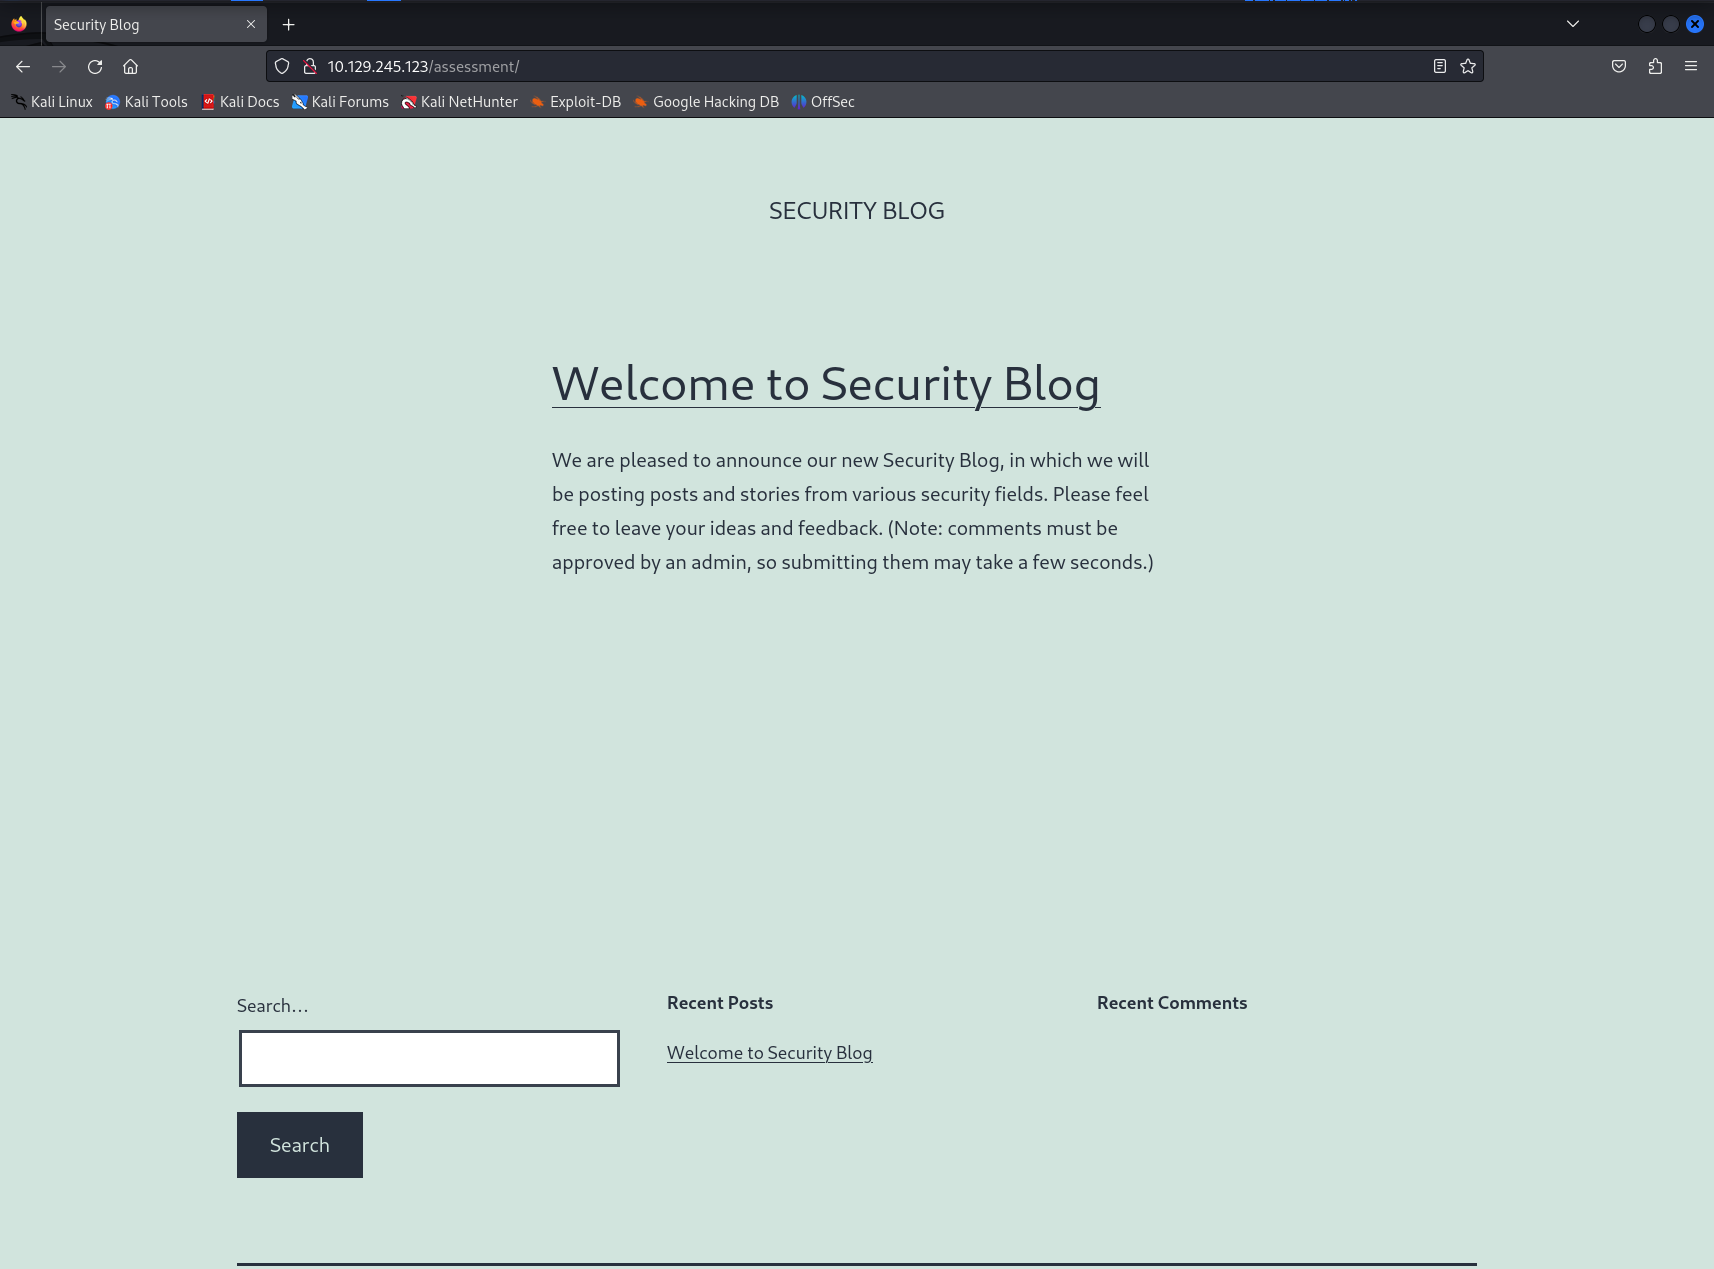 Security Blog
10.129.245.123/assessment/
Kali Linux Kali Tools Kali Docs Kali Forums Kali NetHunter Exploit-DB Google Hacking DB OffSec
SECURITY BLOG
Welcome to Security Blog
We are pleased to announce our new Security Blog, in which we will
be posting posts and stories from various security fields. Please feel
free to leave your ideas and feedback. (Note: comments must be
approved by an admin, so submitting them may take a few seconds.)
Search…
Search
Recent Posts
Welcome to Security Blog
Recent Comments